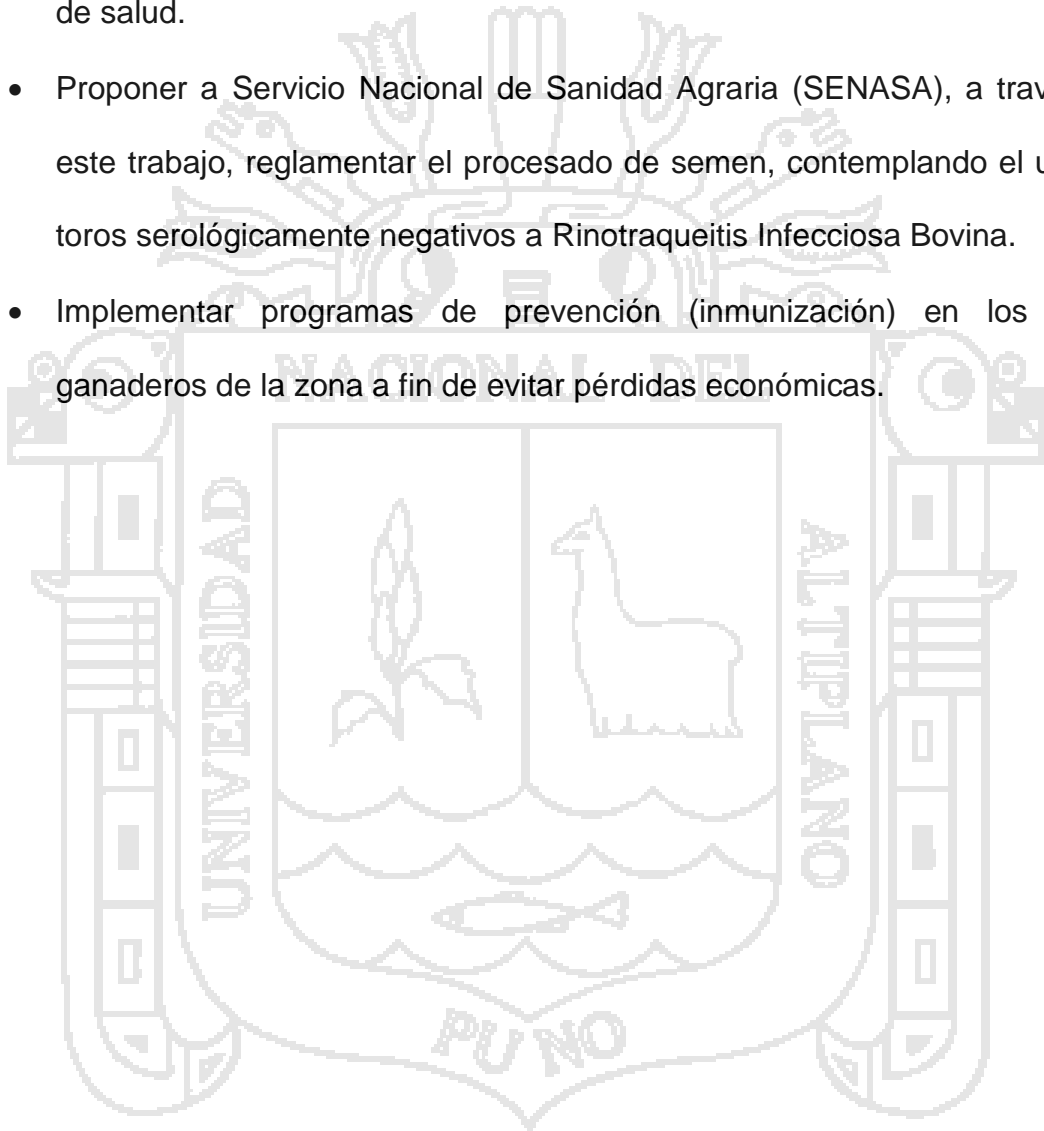 de salud.
• Proponer a Servicio Nacional de Sanidad Agraria (SENASA), a trav
este trabajo, reglamentar el procesado de semen, contemplando el u
toros serológicamente negativos a Rinotraqueitis Infecciosa Bovina.
• Implementar programas de prevención (inmunización) en los
ganaderos de la zona a fin de evitar pérdidas económicas.
NACIONAL DEL
UNIVERSIDAD
ALTIPLANO
PUNO